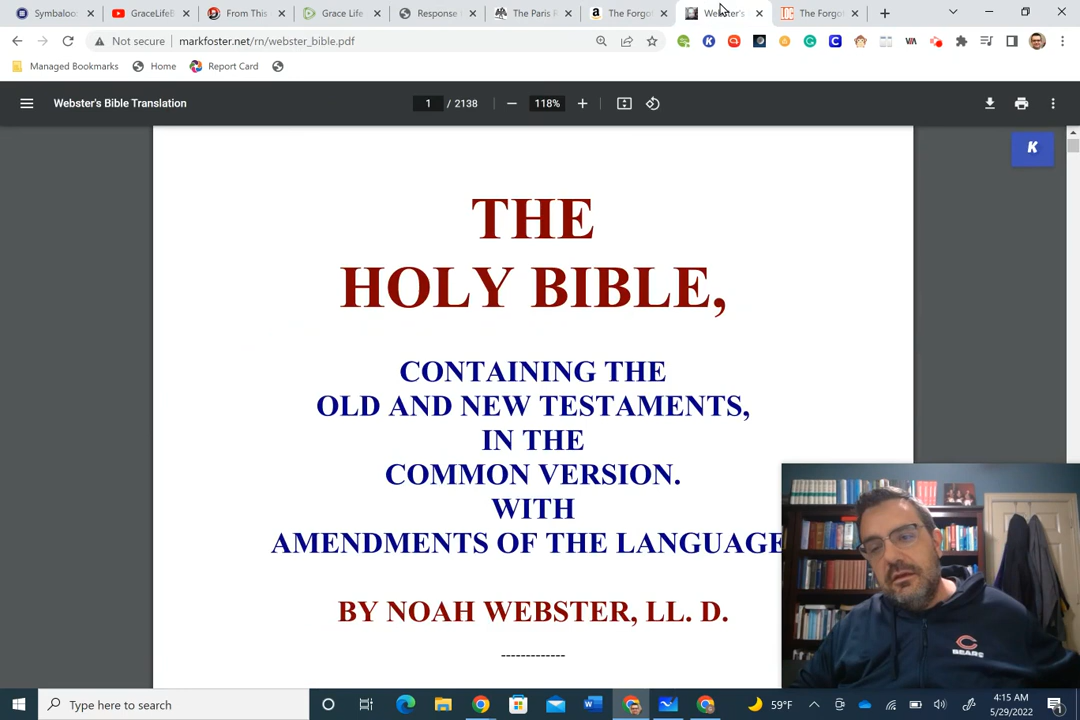 Symbaloo
GraceLifeB
From This
Grace Life
Response
The Paris R
The Forgot
Webster's
The Forgo
Not secure
markfoster.net/rn/webster_bible.pdf
Managed Bookmarks
Home
Report Card
Webster's Bible Translation
1 / 2138
118%
K
THE
HOLY BIBLE,
CONTAINING THE
OLD AND NEW TESTAMENTS,
IN THE
COMMON VERSION.
WITH
AMENDMENTS OF THE LANGUAGE
BY NOAH WEBSTER, LL. D.
-------------
BEARS
Type here to search
59°F
4:15 AM
5/29/2022